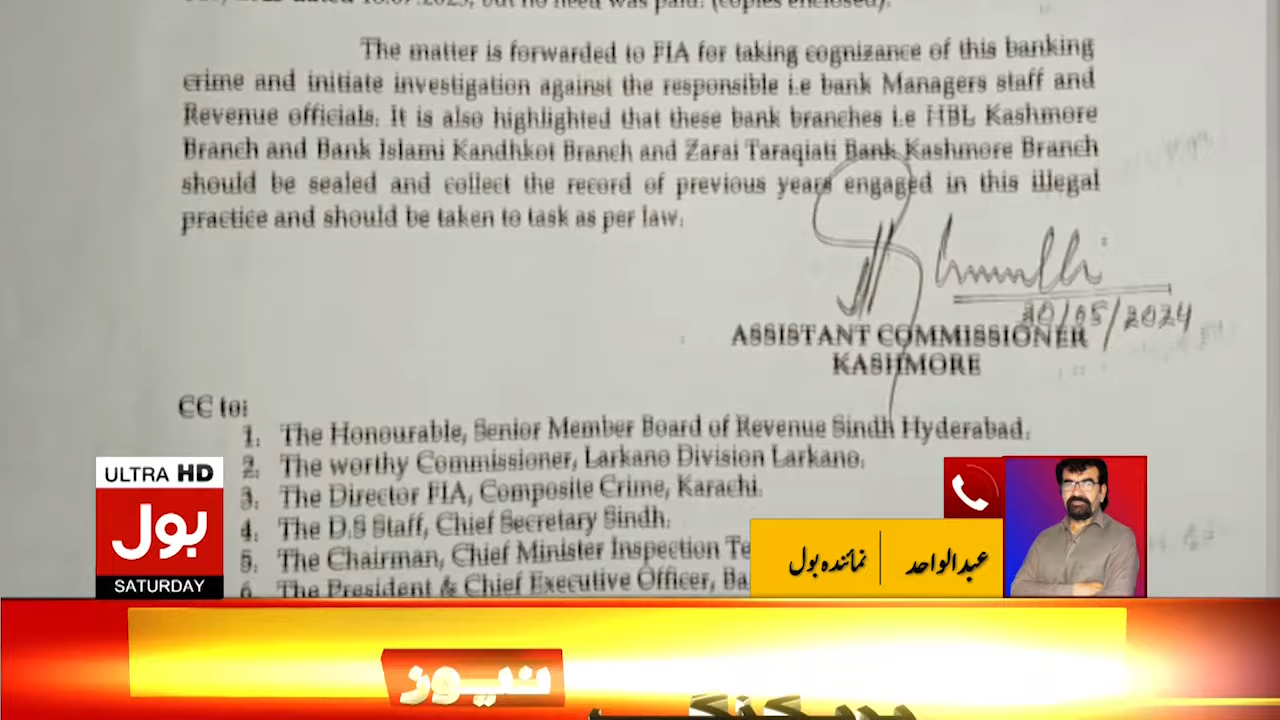 The matter is forwarded to FIA for taking cognizance of this banking
crime and initiate investigation against the responsible i.e bank Managers staff and
Revenue officials. It is also highlighted that these bank branches i.e HBL Kashmore
Branch and Bank Islami Kandhkot Branch and Zarai Taraqiati Bank Kashmore Branch
should be sealed and collect the record of previous years engaged in this illegal
practice and should be taken to task as per law.
/05/2024
ASSISTANT COMMISSIONER
KASHMORE
CC to:
1. The Honourable, Senior Member Board of Revenue Sindh Hyderabad.
2. The worthy Commissioner, Larkano Division Larkano.
3. The Director FIA, Composite Crime, Karachi.
4. The D.S Staff, Chief Secretary Sindh.
5. The Chairman, Chief Minister Inspection
6. The President & Chief Executive Officer,
ULTRA HD
بول
SATURDAY
عبدالواحد
نمائندہ بول
نیوز